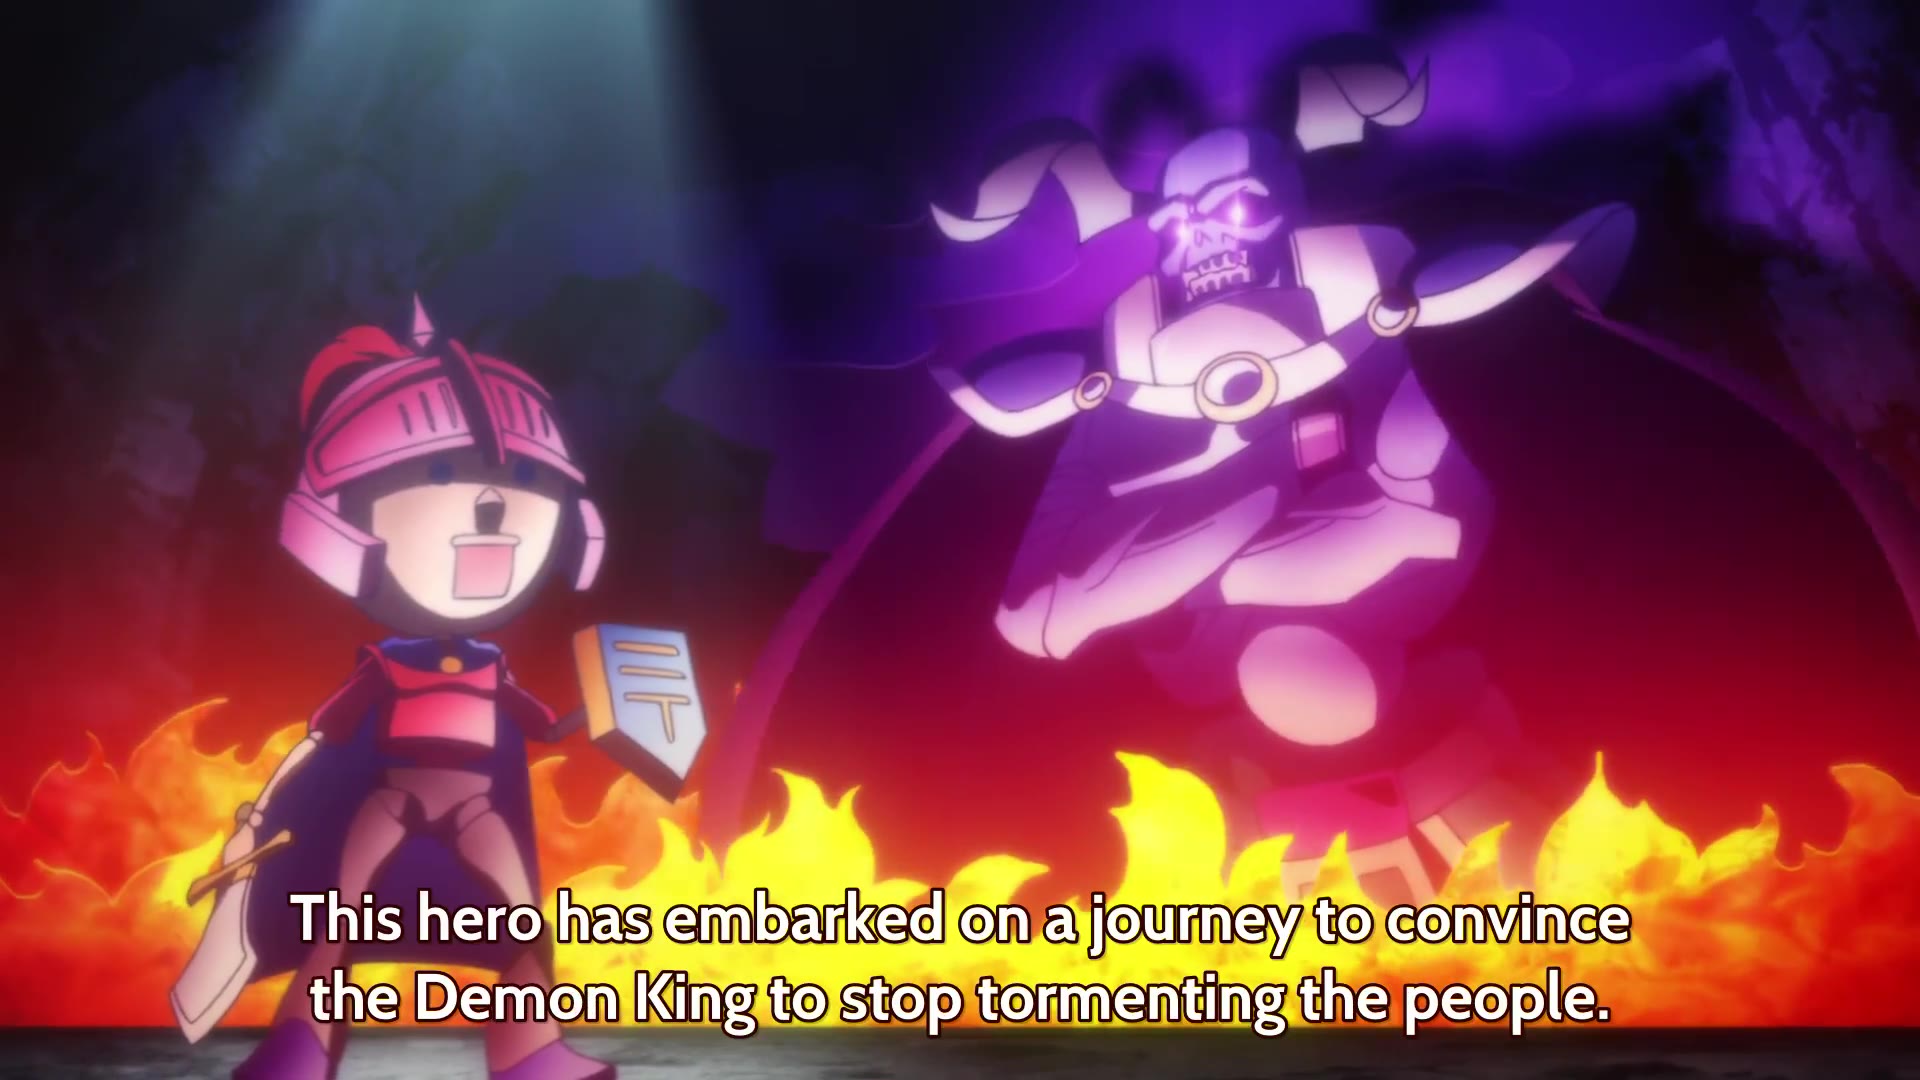 This hero has embarked on a journey to convince
the Demon King to stop tormenting the people.